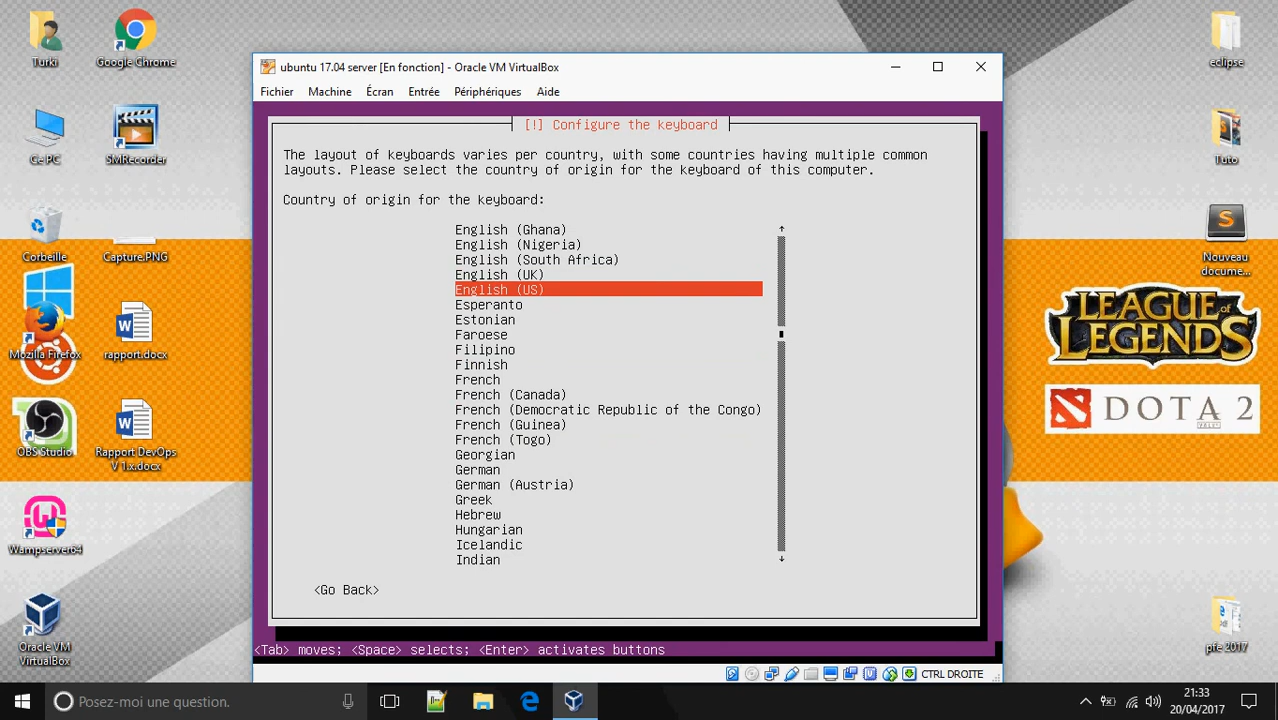 Turki
Google Chrome
Ce PC
SMRecorder
Corbeille
Capture.PNG
Mozilla Firefox
rapport.docx
OBS Studio
Rapport DevOps
V 1.x.docx
Wampserver64
Oracle VM
VirtualBox
ubuntu 17.04 server [En fonction] - Oracle VM VirtualBox
Fichier Machine Écran Entrée Périphériques Aide
[!] Configure the keyboard
The layout of keyboards varies per country, with some countries having multiple common
layouts. Please select the country of origin for the keyboard of this computer.
Country of origin for the keyboard:
English (Ghana)
English (Nigeria)
English (South Africa)
English (UK)
English (US)
Esperanto
Estonian
Faroese
Filipino
Finnish
French
French (Canada)
French (Democratic Republic of the Congo)
French (Guinea)
French (Togo)
Georgian
German
German (Austria)
Greek
Hebrew
Hungarian
Icelandic
Indian
<Go Back>
<Tab> moves; <Space> selects; <Enter> activates buttons
CTRL DROITE
eclipse
Tuto
Nouveau
docume...
LEAGUE of
LEGENDS
DOTA 2
VALVE
pfe 2017
Posez-moi une question.
21:33
20/04/2017